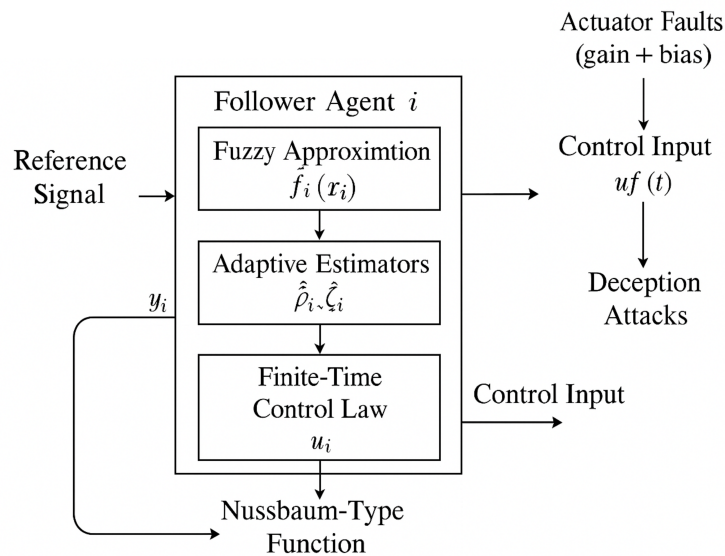 Actuator Faults
(gain + bias)
Follower Agent i
Fuzzy Approximtion
f̃ᵢ (rᵢ)
Reference
Signal
Control Input
uf (t)
Adaptive Estimators
ρ̂̂ᵢ、ζ̂ᵢ
Deception
Attacks
yᵢ
Finite-Time
Control Law
uᵢ
Control Input
Nussbaum-Type
Function